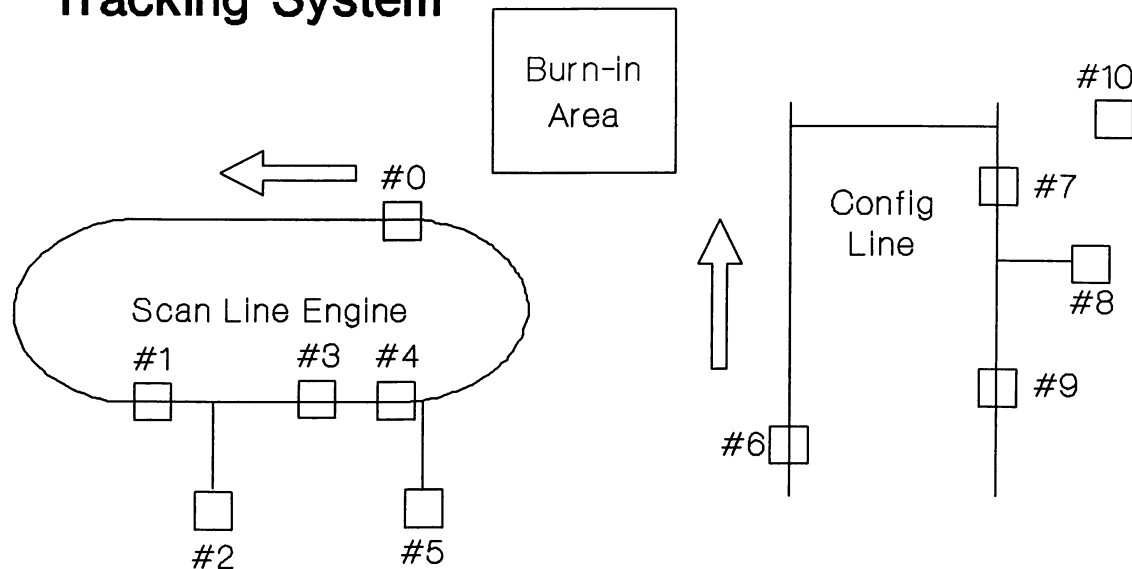 Tracking System
Burn-in
Area
#10
#0
#7
Config
Line
#8
Scan Line Engine
#1
#3
#4
#9
#6
#2
#5